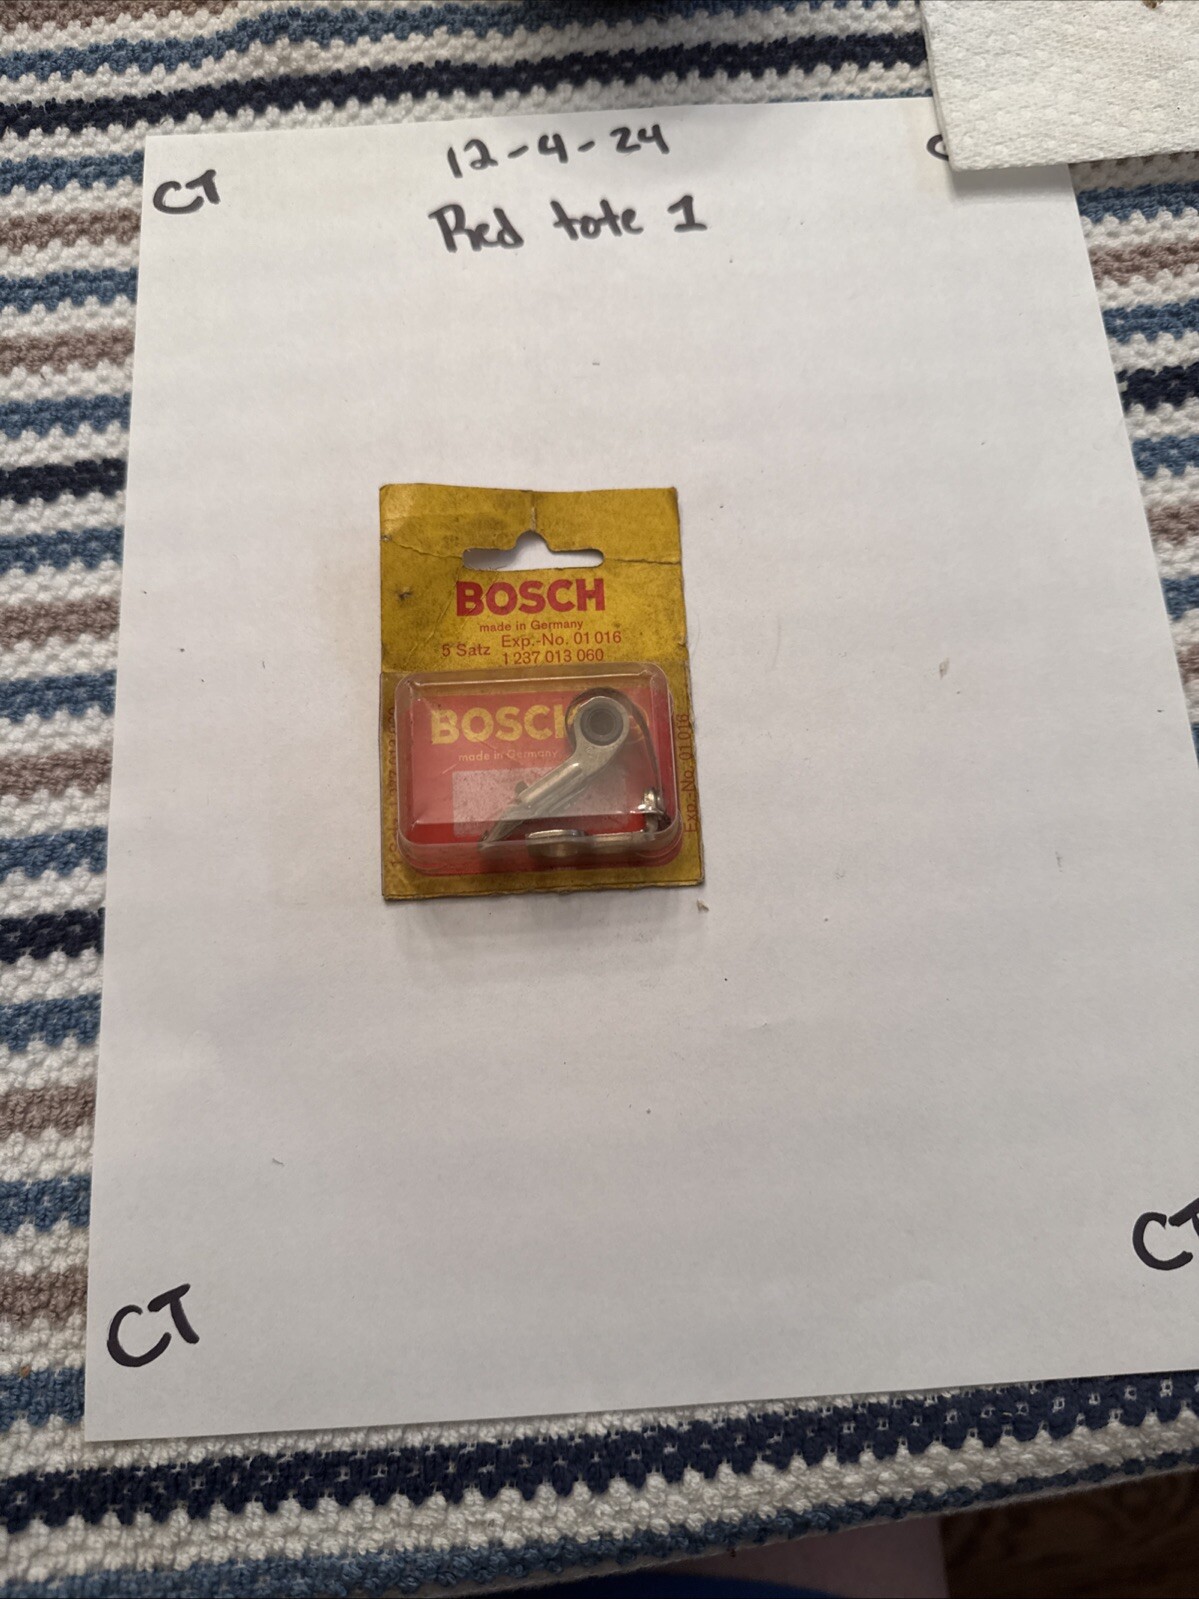 12-4-24
CT
Red tote 1
BOSCH
made in Germany
5 Satz Exp.-No. 01 016
1 237 013 060
BOSCH
made in Germany
Exp.-No. 01 016
CT
CT